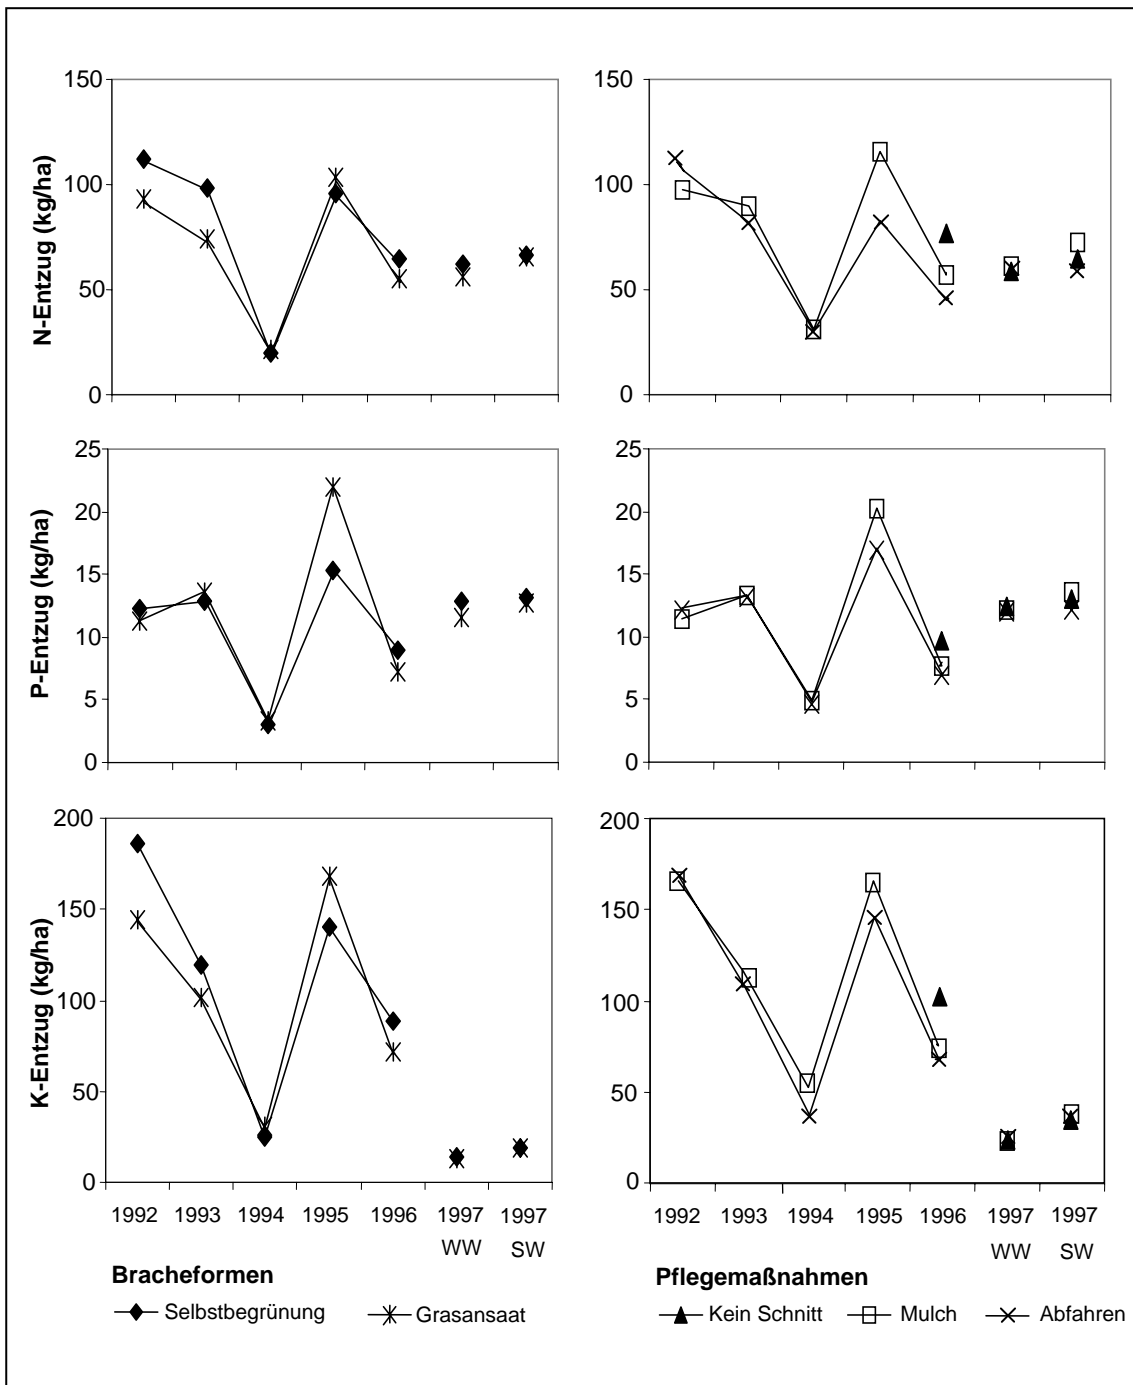 N-Entzug (kg/ha)
150
100
50
0
150
100
50
0
P-Entzug (kg/ha)
25
20
15
10
5
0
25
20
15
10
5
0
K-Entzug (kg/ha)
200
150
100
50
0
200
150
100
50
0
1992 1993 1994 1995 1996 1997 1997
WW SW
1992 1993 1994 1995 1996 1997 1997
WW SW
Bracheformen
Selbstbegrünung Grasansaat
Pflegemaßnahmen
Kein Schnitt Mulch Abfahren